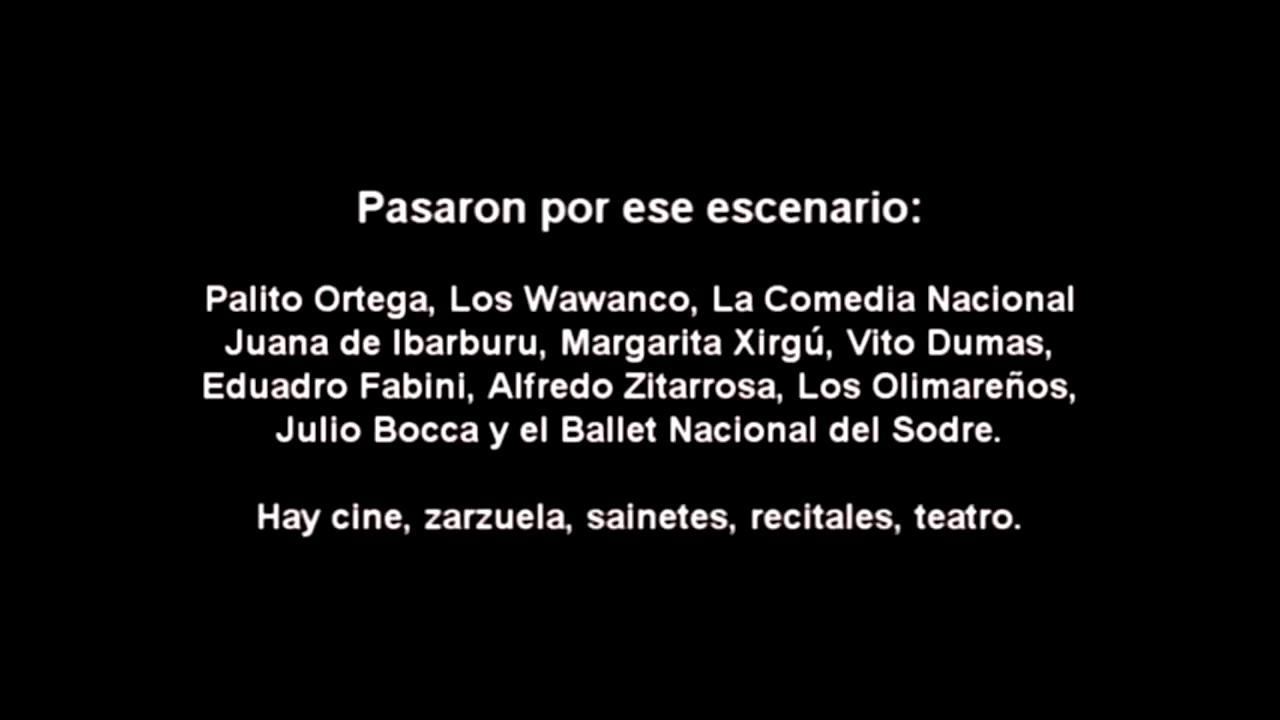 Pasaron por ese escenario:
Palito Ortega, Los Wawanco, La Comedia Nacional
Juana de Ibarburu, Margarita Xirgú, Vito Dumas,
Eduadro Fabini, Alfredo Zitarrosa, Los Olimareños,
Julio Bocca y el Ballet Nacional del Sodre.
Hay cine, zarzuela, sainetes, recitales, teatro.